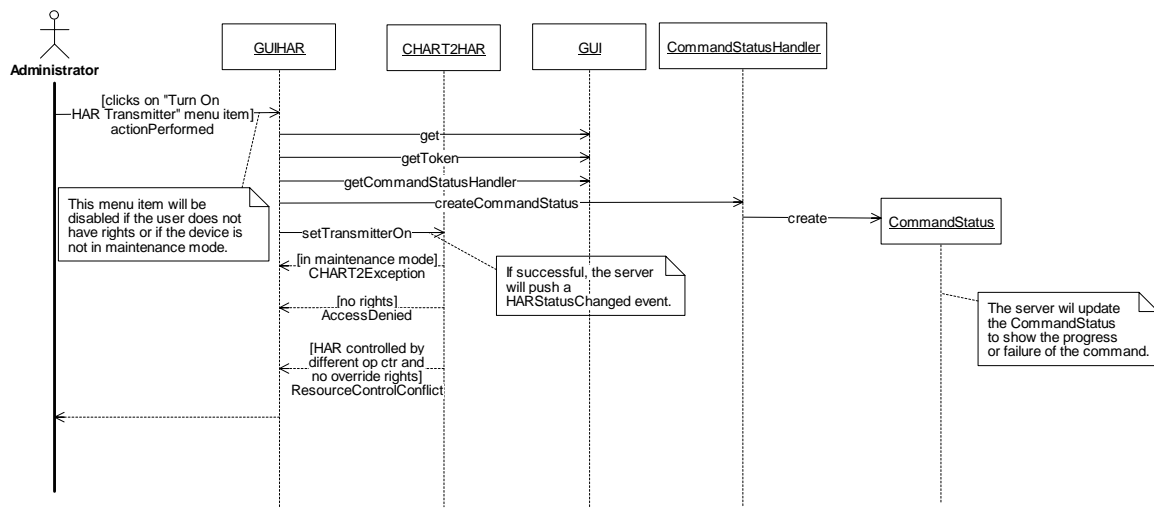 GUIHAR
CHART2HAR
GUI
CommandStatusHandler
Administrator
[clicks on "Turn On
HAR Transmitter" menu item]
actionPerformed
get
getToken
getCommandStatusHandler
createCommandStatus
This menu item will be
disabled if the user does not
have rights or if the device is
not in maintenance mode.
create
CommandStatus
setTransmitterOn
[in maintenance mode]
CHART2Exception
If successful, the server
will push a
HARStatusChanged event.
[no rights]
AccessDenied
The server wil update
the CommandStatus
to show the progress
or failure of the command.
[HAR controlled by
different op ctr and
no override rights]
ResourceControlConflict